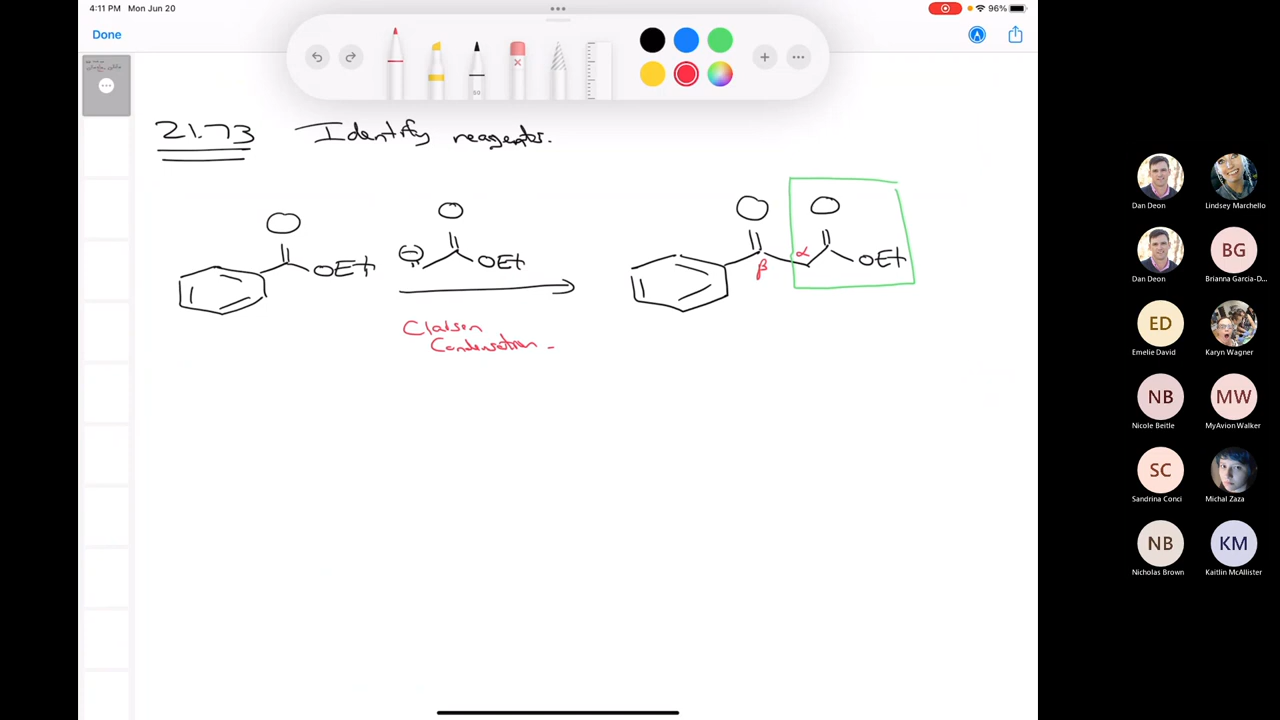 4:11 PM Mon Jun 20
96%
Done
21.73 Identify reagents.
O
O
O
O
OEt
OEt
OEt
β
α
Claisen
Condensation -
Dan Deon
Lindsey Marchello
BG
Dan Deon
Brianna Garcia-D...
ED
Emelie David
Karyn Wagner
NB
MW
Nicole Beitle
MyAvion Walker
SC
Sandrina Conci
Michal Zaza
NB
KM
Nicholas Brown
Kaitlin McAllister